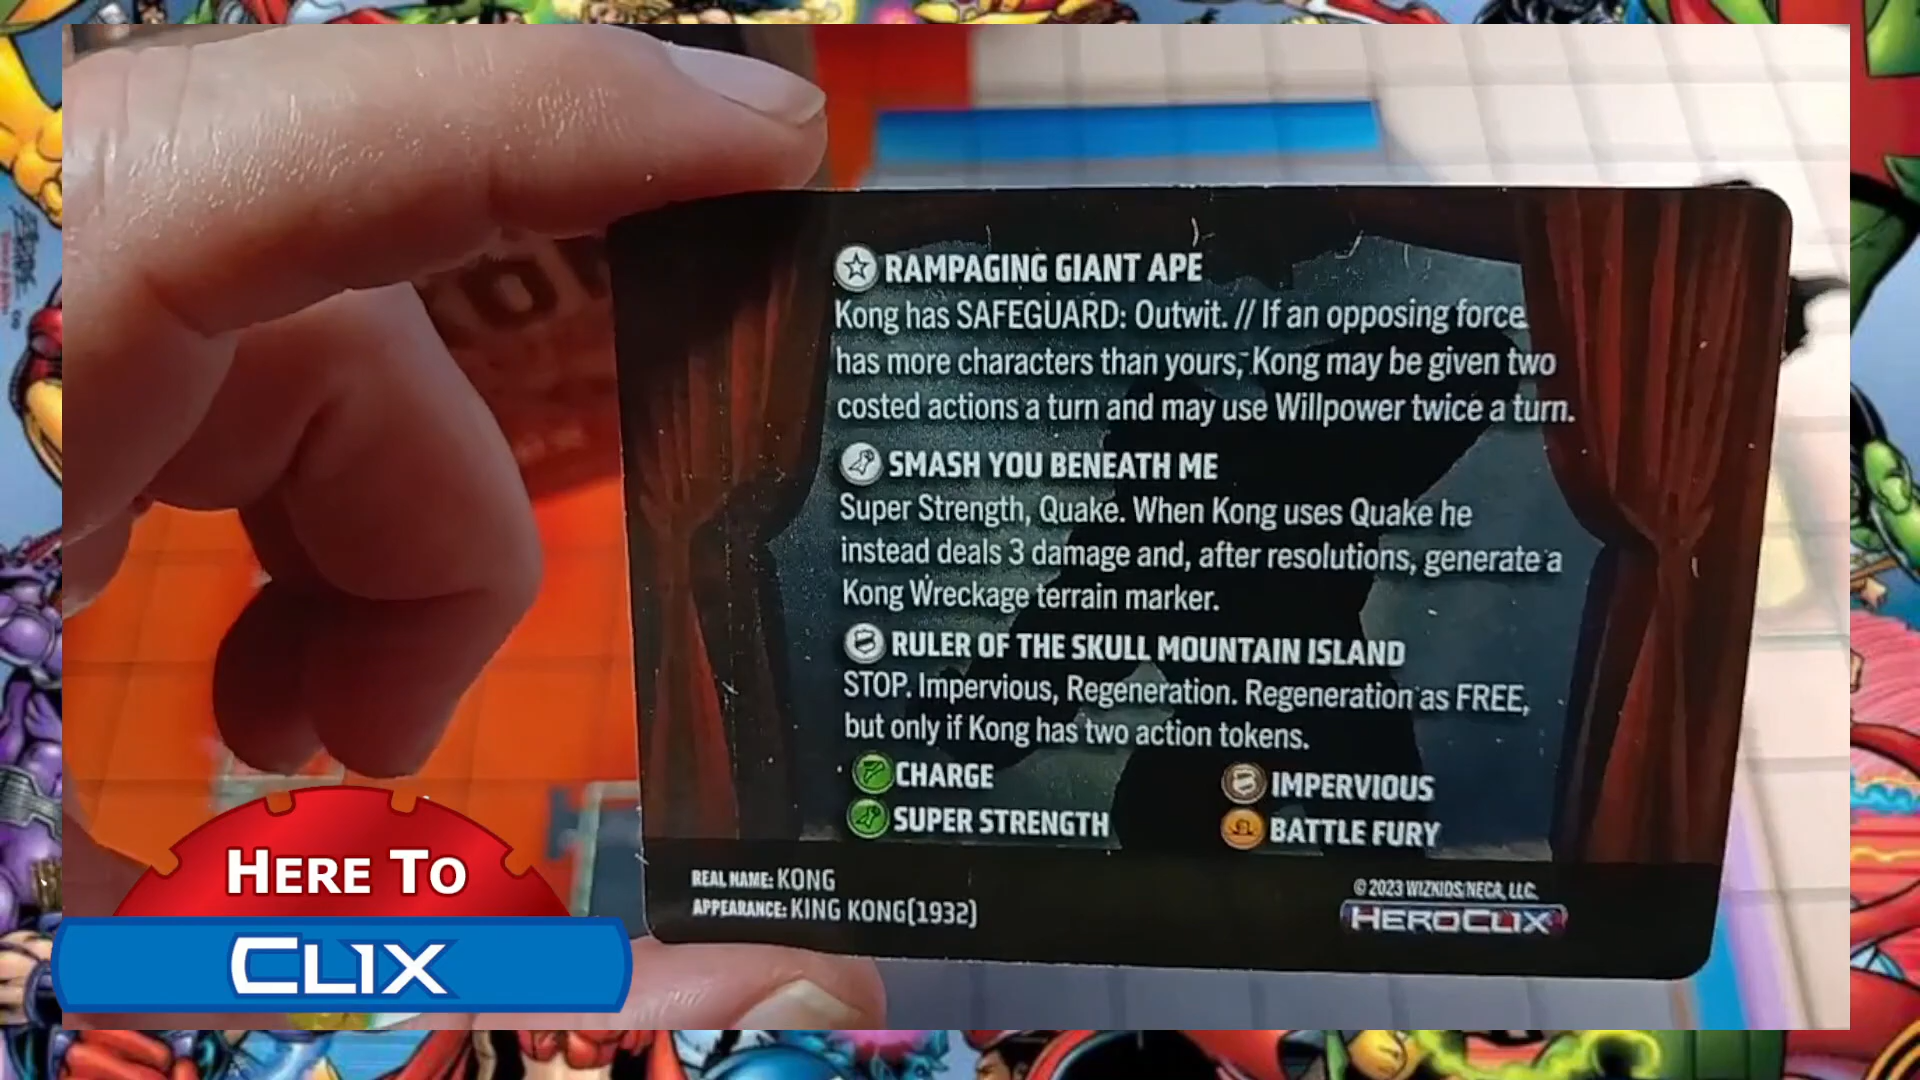 RAMPAGING GIANT APE
Kong has SAFEGUARD: Outwit. // If an opposing force
has more characters than yours, Kong may be given two
costed actions a turn and may use Willpower twice a turn.
SMASH YOU BENEATH ME
Super Strength, Quake. When Kong uses Quake he
instead deals 3 damage and, after resolutions, generate a
Kong Wreckage terrain marker.
RULER OF THE SKULL MOUNTAIN ISLAND
STOP. Impervious, Regeneration. Regeneration as FREE,
but only if Kong has two action tokens.
CHARGE
IMPERVIOUS
SUPER STRENGTH
BATTLE FURY
REAL NAME: KONG
APPEARANCE: KING KONG(1932)
© 2023 WIZKIDS/NECA, LLC.
HEROCLIX
HERE TO
CLIX